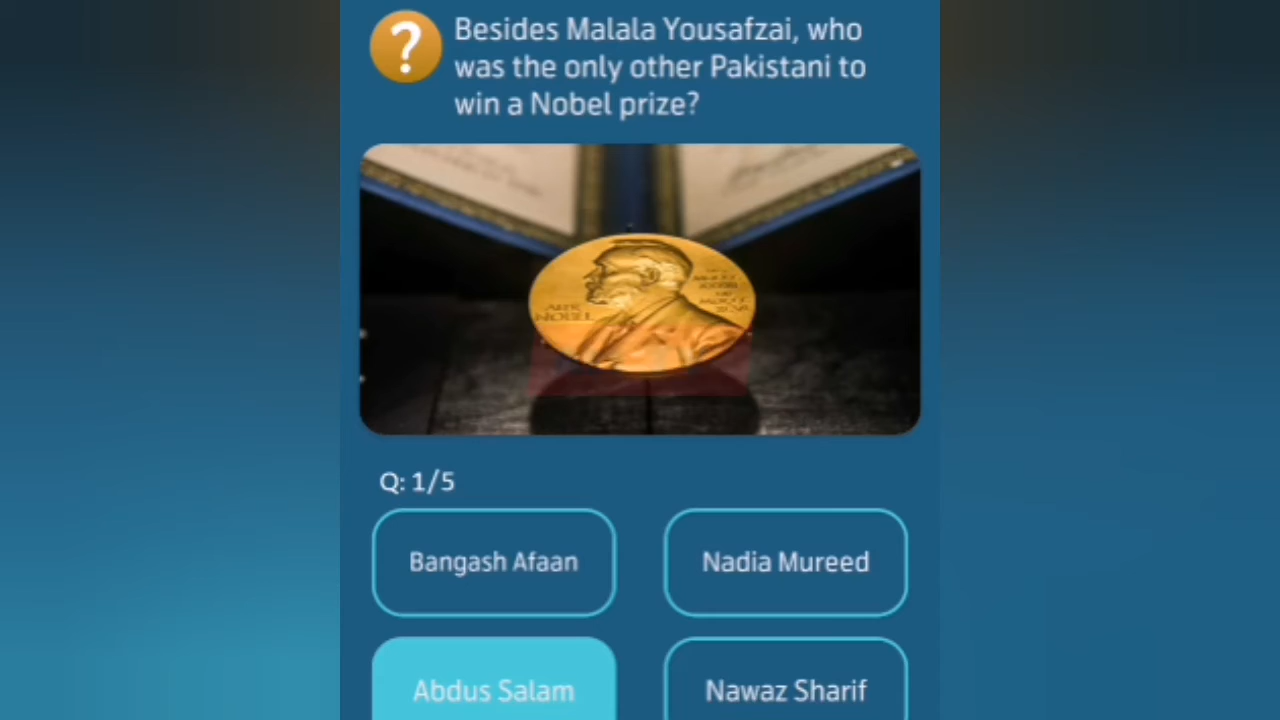 ?
Besides Malala Yousafzai, who
was the only other Pakistani to
win a Nobel prize?
NOBEL
Q: 1/5
Bangash Afaan
Nadia Mureed
Abdus Salam
Nawaz Sharif